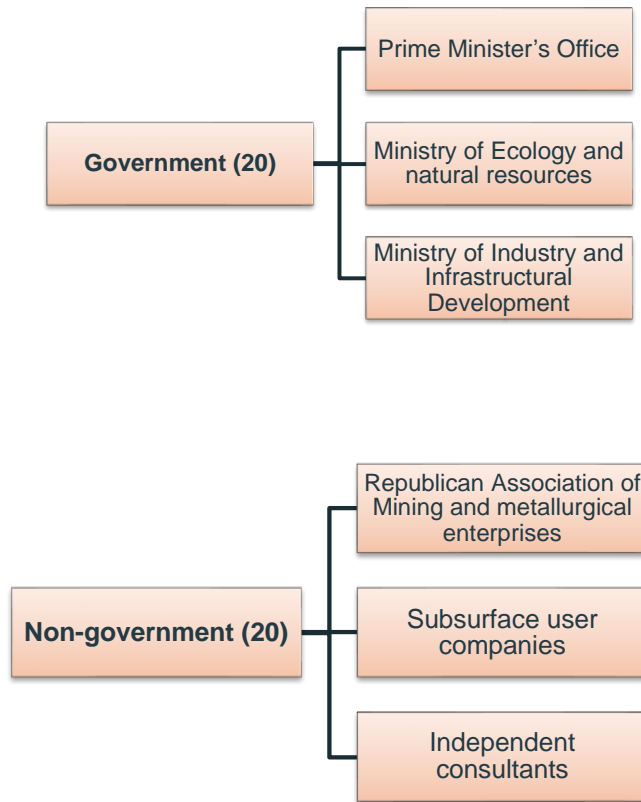 Prime Minister’s Office
Government (20)
Ministry of Ecology and
natural resources
Ministry of Industry and
Infrastructural
Development
Republican Association of
Mining and metallurgical
enterprises
Non-government (20)
Subsurface user
companies
Independent
consultants